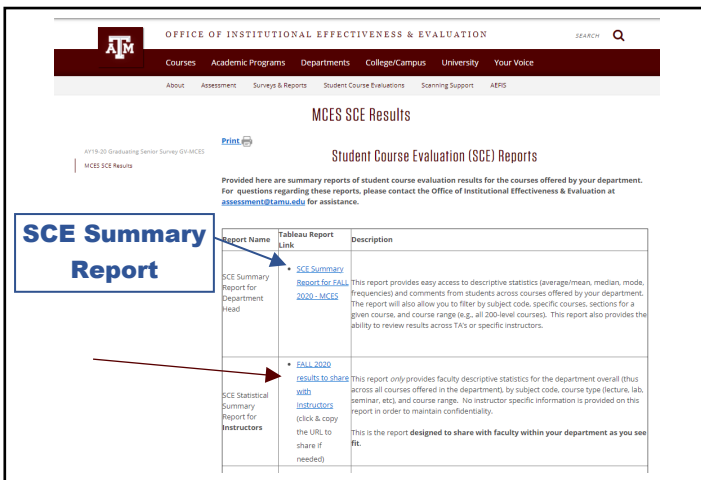 OFFICE OF INSTITUTIONAL EFFECTIVENESS & EVALUATION
SEARCH
ĀM
Courses Academic Programs Departments College/Campus University Your Voice
About Assessment Surveys & Reports Student Course Evaluations Scanning Support AEFIS
MCES SCE Results
Print
AY19-20 Graduating Senior Survey GV-MCES
MCES SCE Results
Student Course Evaluation (SCE) Reports
Provided here are summary reports of student course evaluation results for the courses offered by your department.
For questions regarding these reports, please contact the Office of Institutional Effectiveness & Evaluation at
assessment@tamu.edu for assistance.
SCE Summary
Report
Report Name
Tableau Report
Link
Description
SCE Summary
Report for
Department
Head
• SCE Summary
Report for FALL
2020 - MCES
This report provides easy access to descriptive statistics (average/mean, median, mode,
frequencies) and comments from students across courses offered by your department.
The report will also allow you to filter by subject code, specific courses, sections for a
given course, and course range (e.g., all 200-level courses). This report also provides the
ability to review results across TA's or specific instructors.
SCE Statistical
Summary
Report for
Instructors
• FALL 2020
results to share
with
Instructors
(click & copy
the URL to
share if
needed)
This report only provides faculty descriptive statistics for the department overall (thus
across all courses offered in the department), by subject code, course type (lecture, lab,
seminar, etc), and course range. No instructor specific information is provided on this
report in order to maintain confidentiality.
This is the report designed to share with faculty within your department as you see
fit.